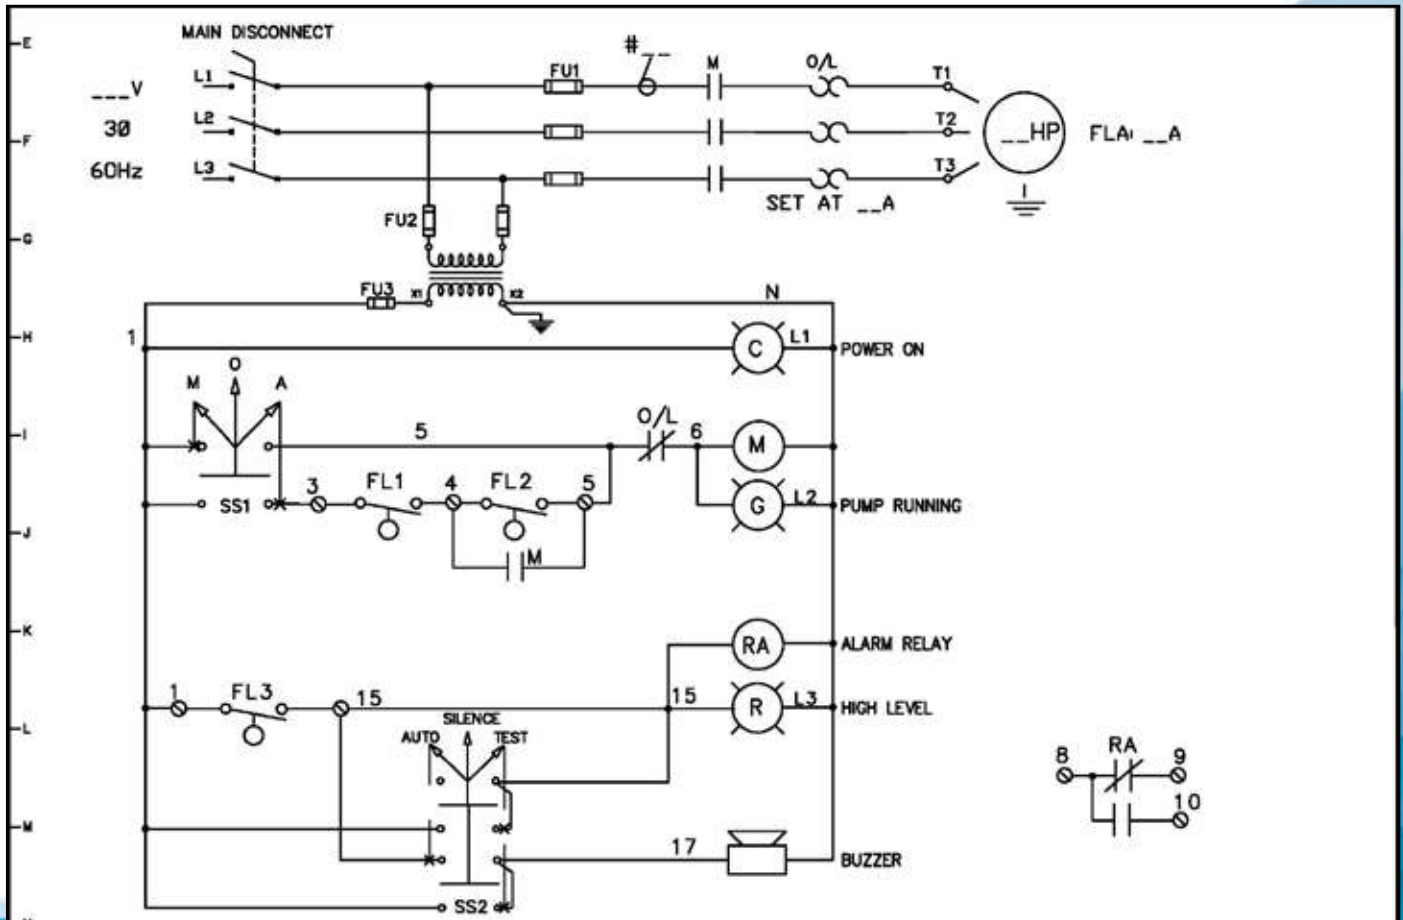 E
MAIN DISCONNECT
#__
___V
L1
FU1
M
O/L
T1
3Ø
L2
T2
__HP
FLA: __A
F
60Hz
L3
T3
SET AT __A
FU2
G
FU3
X1
X2
N
H
1
C
L1
POWER ON
O
M
A
I
5
O/L
6
M
3
FL1
4
FL2
5
SS1
G
L2
PUMP RUNNING
J
M
K
RA
ALARM RELAY
1
FL3
15
15
R
L3
HIGH LEVEL
L
SILENCE
AUTO
TEST
8
RA
9
10
M
17
BUZZER
SS2